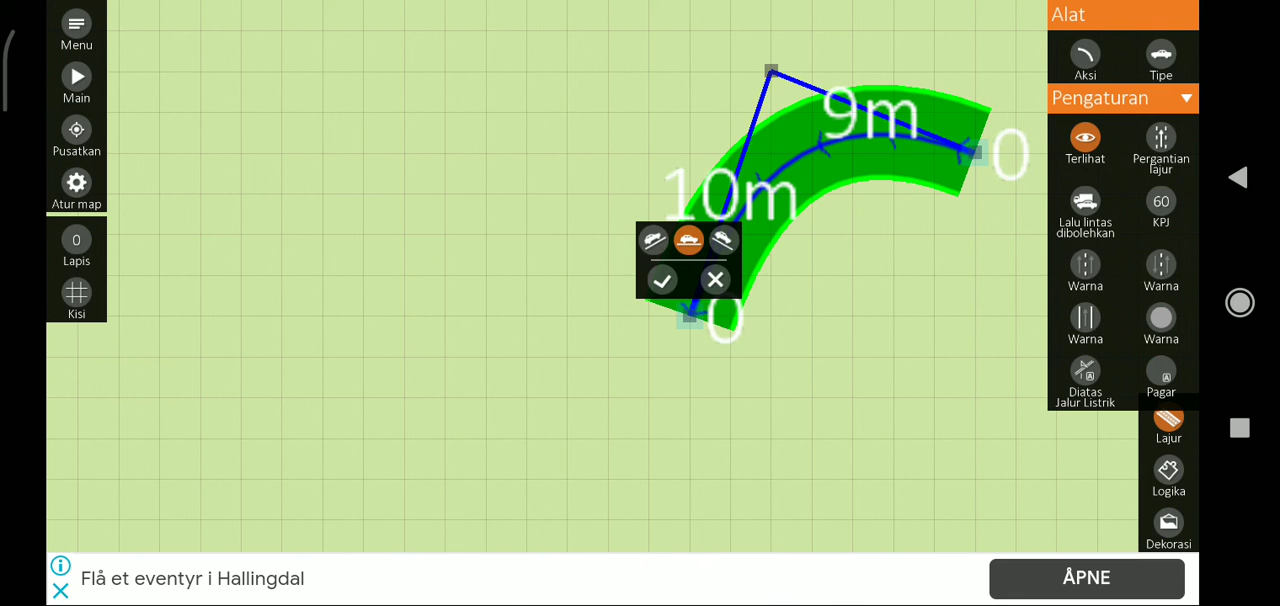 Menu
Main
Pusatkan
Atur map
0
Lapis
Kisi
9m
10m
0
0
Alat
Aksi
Tipe
Pengaturan
Terlihat
Pergantian
lajur
Lalu lintas
dibolehkan
60
KPJ
Warna
Warna
Warna
Warna
A
Diatas
Jalur Listrik
A
Pagar
Lajur
Logika
Dekorasi
Flå et eventyr i Hallingdal
ÅPNE